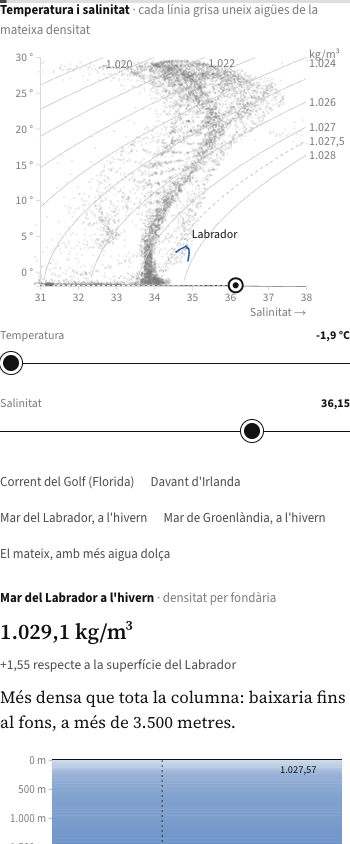 Temperatura i salinitat · cada línia grisa uneix aigües de la
mateixa densitat
30 °
25 °
20 °
15 °
10 °
5 °
0 °
kg/m³
1.020
1.022
1.024
1.026
1.027
1.027,5
1.028
Labrador
31 32 33 34 35 36 37 38
Salinitat →
Temperatura -1,9 °C
Salinitat 36,15
Corrent del Golf (Florida) Davant d'Irlanda
Mar del Labrador, a l'hivern Mar de Groenlàndia, a l'hivern
El mateix, amb més aigua dolça
Mar del Labrador a l'hivern · densitat per fondària
1.029,1 kg/m³
+1,55 respecte a la superfície del Labrador
Més densa que tota la columna: baixaria fins
al fons, a més de 3.500 metres.
0 m
1.027,57
500 m
1.000 m